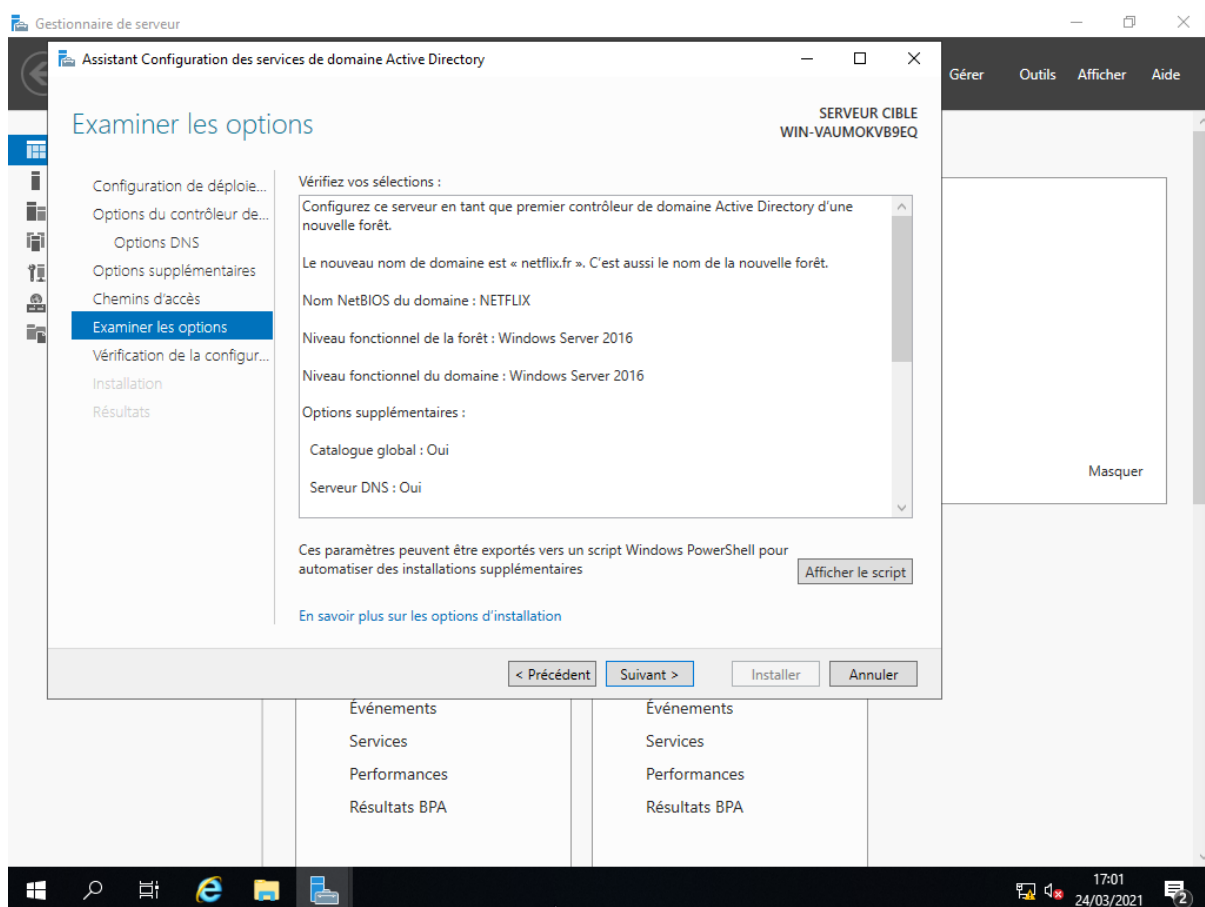 Gestionnaire de serveur
Assistant Configuration des services de domaine Active Directory
Gérer Outils Afficher Aide
Examiner les options
SERVEUR CIBLE
WIN-VAUMOKVB9EQ
Configuration de déploie...
Options du contrôleur de...
Options DNS
Options supplémentaires
Chemins d'accès
Examiner les options
Vérification de la configur...
Installation
Résultats
Vérifiez vos sélections :
Configurez ce serveur en tant que premier contrôleur de domaine Active Directory d'une
nouvelle forêt.
Le nouveau nom de domaine est « netflix.fr ». C'est aussi le nom de la nouvelle forêt.
Nom NetBIOS du domaine : NETFLIX
Niveau fonctionnel de la forêt : Windows Server 2016
Niveau fonctionnel du domaine : Windows Server 2016
Options supplémentaires :
Catalogue global : Oui
Serveur DNS : Oui
Ces paramètres peuvent être exportés vers un script Windows PowerShell pour
automatiser des installations supplémentaires
Afficher le script
En savoir plus sur les options d'installation
< Précédent Suivant > Installer Annuler
Masquer
Événements
Services
Performances
Résultats BPA
Événements
Services
Performances
Résultats BPA
17:01
24/03/2021
2